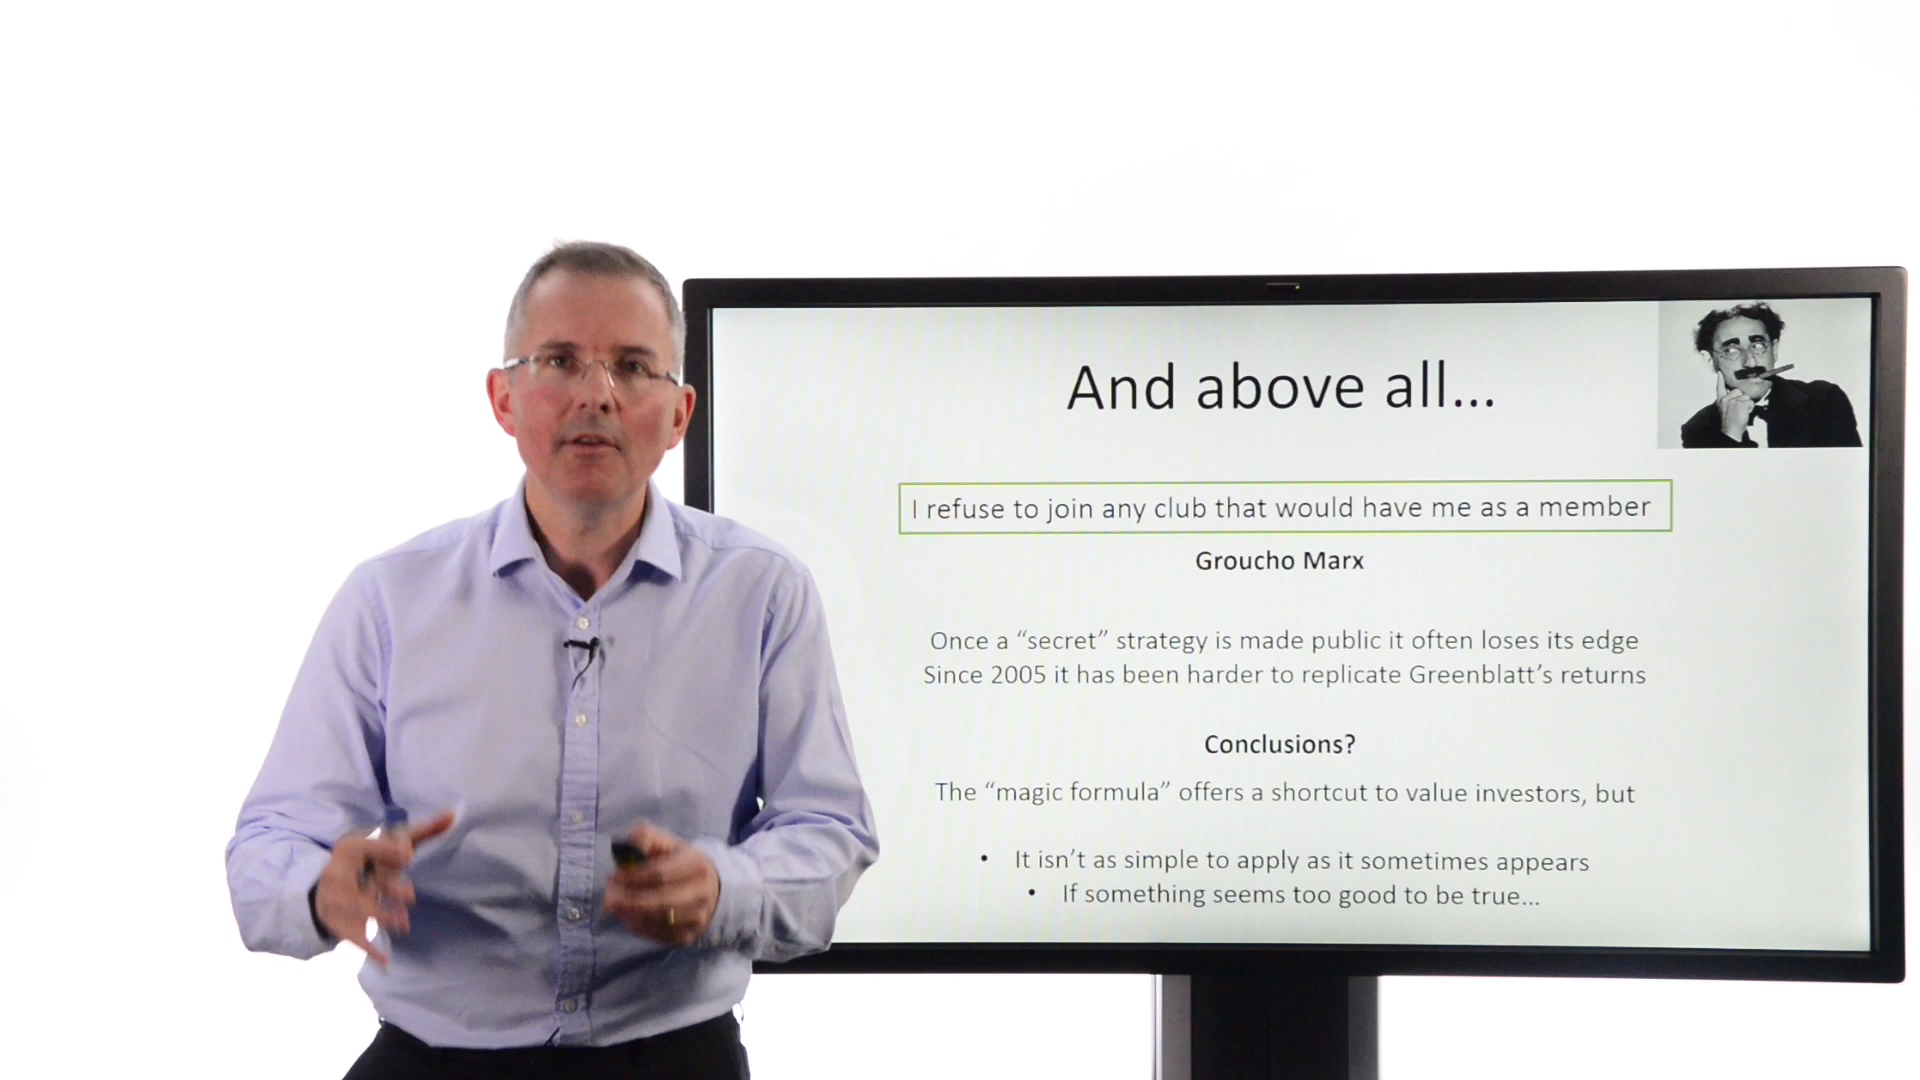 And above all...
I refuse to join any club that would have me as a member
Groucho Marx
Once a “secret” strategy is made public it often loses its edge
Since 2005 it has been harder to replicate Greenblatt’s returns
Conclusions?
The “magic formula” offers a shortcut to value investors, but
• It isn’t as simple to apply as it sometimes appears
• If something seems too good to be true...